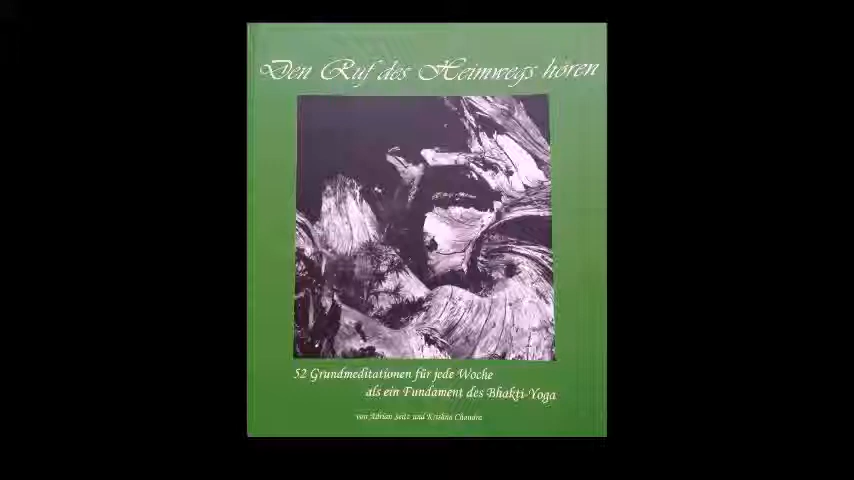 Den Ruf des Heimwegs hören
52 Grundmeditationen für jede Woche
als ein Fundament des Bhakti-Yoga
von Adrian Seitz und Krishna Chandra